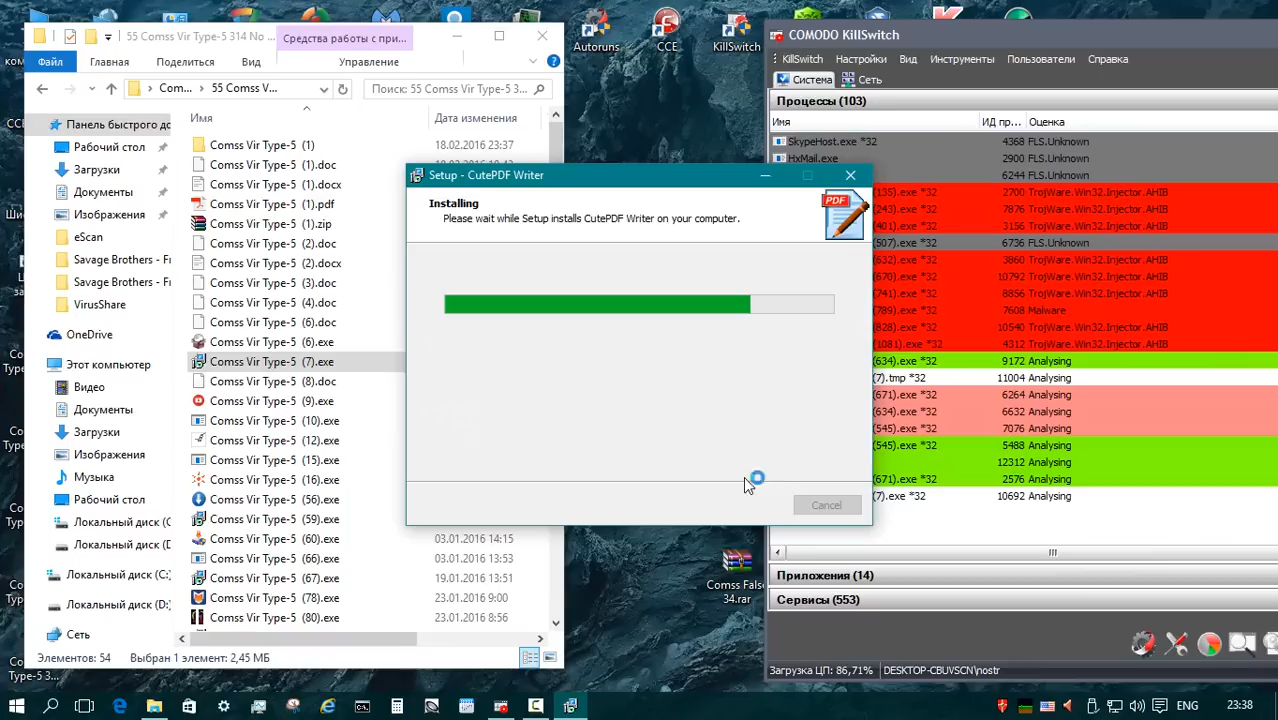 55 Comss Vir Type-5 314 No ...
Средства работы с при...
Файл
Главная
Поделиться
Вид
Управление
Com...
55 Comss V...
Поиск: 55 Comss Vir Type-5 3...
Имя
Дата изменения
Панель быстрого до
Рабочий стол
Загрузки
Документы
Изображения
eScan
Savage Brothers - Fr
Savage Brothers - Fr
VirusShare
OneDrive
Этот компьютер
Видео
Документы
Загрузки
Изображения
Музыка
Рабочий стол
Локальный диск (C:
Локальный диск (D:
Локальный диск (C:)
Локальный диск (D:)
Сеть
Comss Vir Type-5 (1)
18.02.2016 23:37
Comss Vir Type-5 (1).doc
Comss Vir Type-5 (1).docx
Comss Vir Type-5 (1).pdf
Comss Vir Type-5 (1).zip
Comss Vir Type-5 (2).doc
Comss Vir Type-5 (2).docx
Comss Vir Type-5 (3).doc
Comss Vir Type-5 (4).doc
Comss Vir Type-5 (5).doc
Comss Vir Type-5 (6).exe
Comss Vir Type-5 (7).exe
Comss Vir Type-5 (8).doc
Comss Vir Type-5 (9).exe
Comss Vir Type-5 (10).exe
Comss Vir Type-5 (12).exe
Comss Vir Type-5 (15).exe
Comss Vir Type-5 (16).exe
Comss Vir Type-5 (56).exe
Comss Vir Type-5 (59).exe
Comss Vir Type-5 (60).exe
03.01.2016 14:15
Comss Vir Type-5 (66).exe
03.01.2016 13:53
Comss Vir Type-5 (67).exe
19.01.2016 13:51
Comss Vir Type-5 (78).exe
23.01.2016 9:00
Comss Vir Type-5 (80).exe
23.01.2016 8:56
Элементов: 54
Выбран 1 элемент: 2,45 МБ
Setup - CutePDF Writer
Installing
Please wait while Setup installs CutePDF Writer on your computer.
PDF
Cancel
Autoruns
CCE
KillSwitch
Comss False
34.rar
COMODO KillSwitch
KillSwitch
Настройки
Вид
Инструменты
Пользователи
Справка
Система
Сеть
Процессы (103)
Имя
ИД пр...
Оценка
SkypeHost.exe *32 4368 FLS.Unknown
HxMail.exe 2900 FLS.Unknown
6244 FLS.Unknown
(135).exe *32 2700 TrojWare.Win32.Injector.AHIB
(243).exe *32 7876 TrojWare.Win32.Injector.AHIB
(401).exe *32 3156 TrojWare.Win32.Injector.AHIB
(507).exe *32 6736 FLS.Unknown
(632).exe *32 3860 TrojWare.Win32.Injector.AHIB
(670).exe *32 10792 TrojWare.Win32.Injector.AHIB
(741).exe *32 8856 TrojWare.Win32.Injector.AHIB
(789).exe *32 7608 Malware
(828).exe *32 10540 TrojWare.Win32.Injector.AHIB
(1081).exe *32 4312 TrojWare.Win32.Injector.AHIB
(634).exe *32 9172 Analysing
(7).tmp *32 11004 Analysing
(671).exe *32 6264 Analysing
(634).exe *32 6632 Analysing
(545).exe *32 7076 Analysing
(545).exe *32 5488 Analysing
12312 Analysing
(671).exe *32 2576 Analysing
(7).exe *32 10692 Analysing
Приложения (14)
Сервисы (553)
Загрузка ЦП: 86,71%
DESKTOP-CBUVSCN\nostr
ENG
23:38